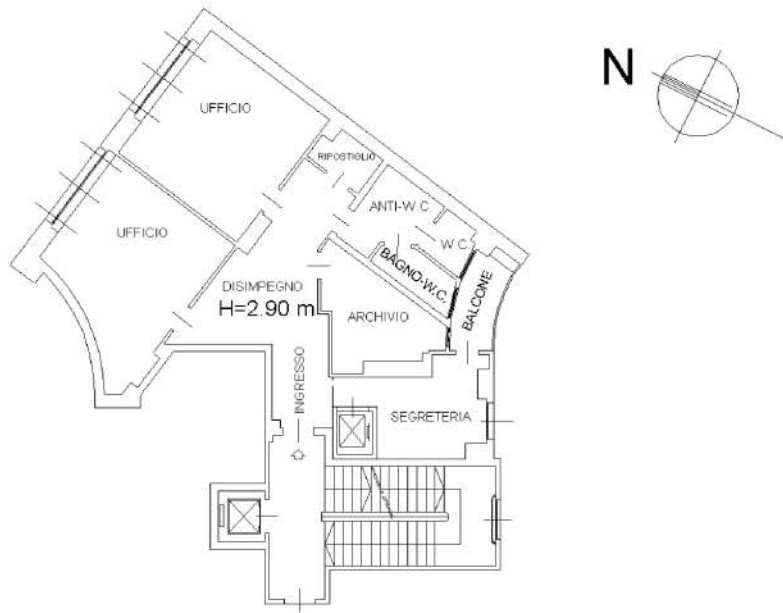 N
UFFICIO
RIPOSTIGLIO
ANTI-W.C.
UFFICIO
W.C.
BAGNO-W.C.
BALCONE
DISIMPEGNO
H=2.90 m
ARCHIVIO
INGRESSO
SEGRETERIA